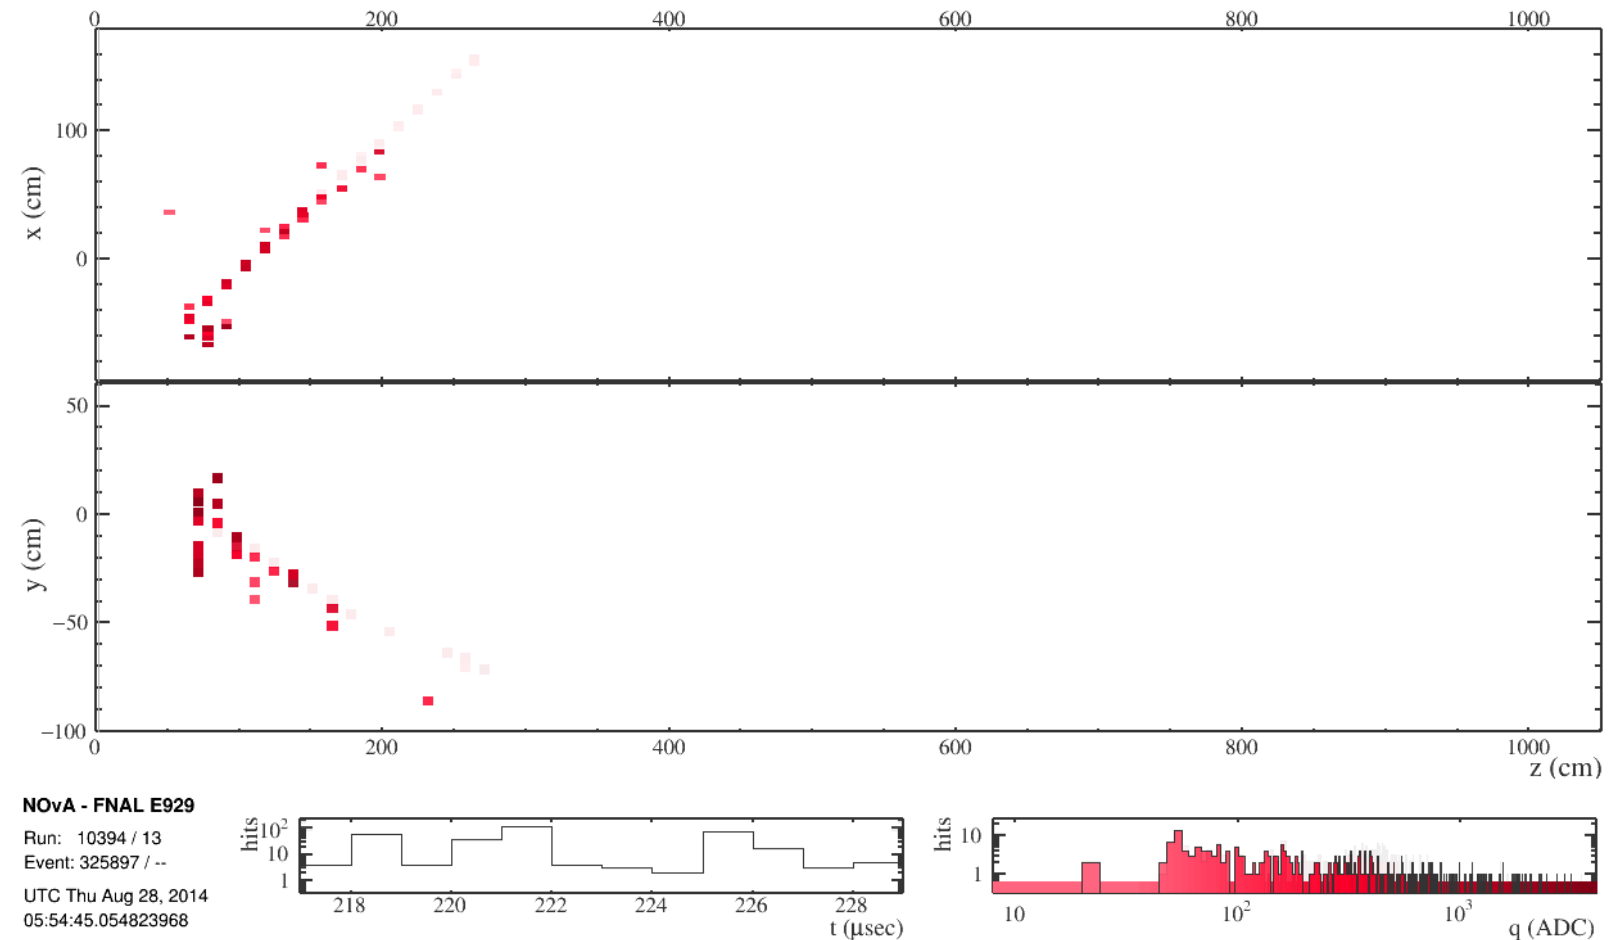 0 200 400 600 800 1000
100
0
x (cm)
50
0
−50
−100
y (cm)
0 200 400 600 800 1000
z (cm)
NOvA - FNAL E929
Run: 10394 / 13
Event: 325897 / --
UTC Thu Aug 28, 2014
05:54:45.054823968
hits
10²
10
1
218 220 222 224 226 228
t (μsec)
hits
10
1
10 10² 10³
q (ADC)